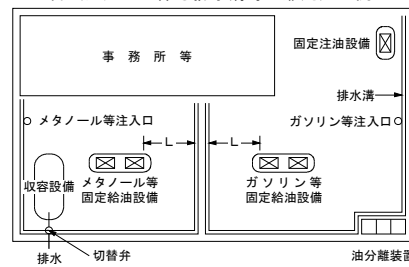 事務所等
固定注油設備
排水溝
メタノール等注入口
ガソリン等注入口
L
L
収容設備
メタノール等
固定給油設備
ガソリン等
固定給油設備
排水
切替弁
油分離装置